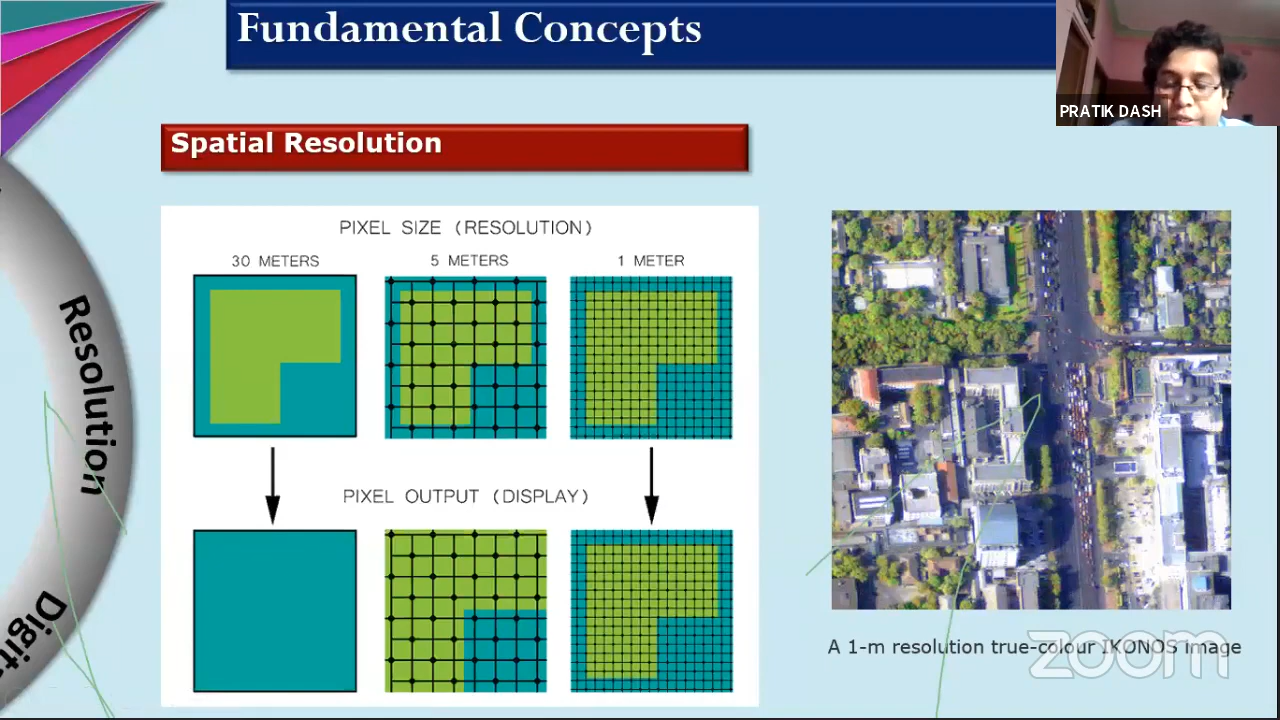 Fundamental Concepts
PRATIK DASH
Spatial Resolution
PIXEL SIZE (RESOLUTION)
30 METERS
5 METERS
1 METER
PIXEL OUTPUT (DISPLAY)
Resolution
Digit
A 1-m resolution true-colour IKONOS image
zoom